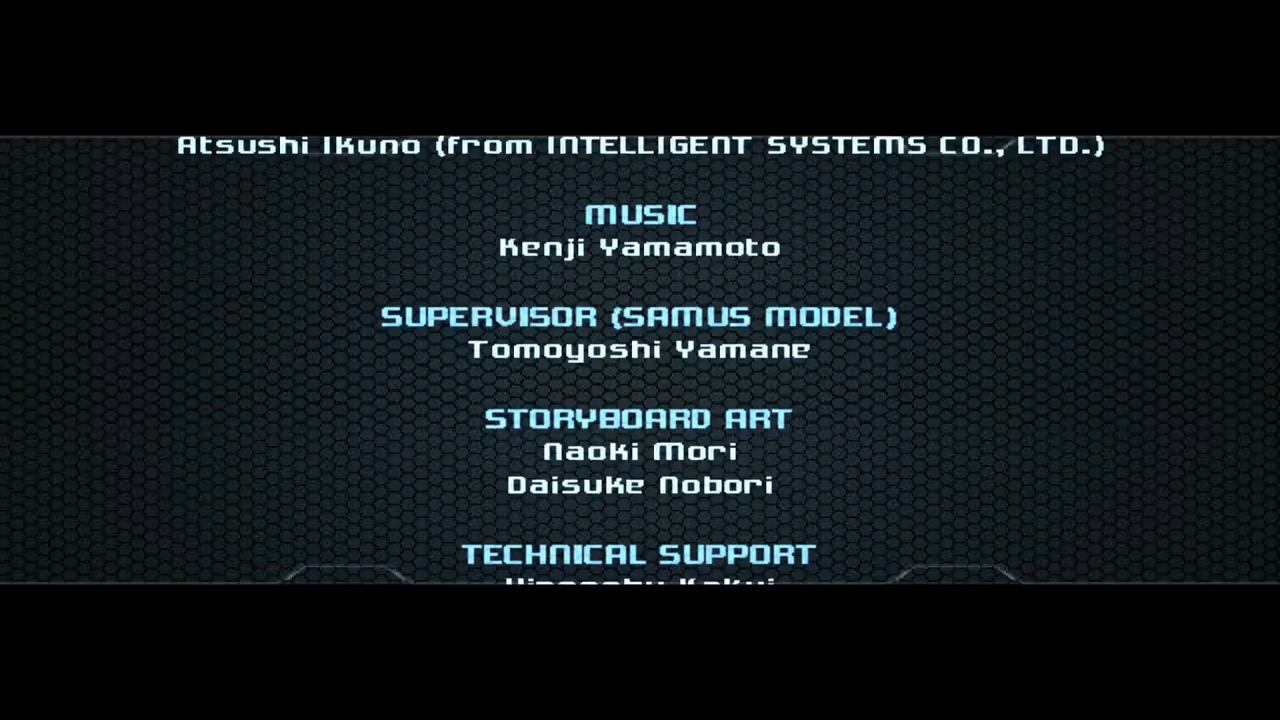 Atsushi Ikuno (from INTELLIGENT SYSTEMS CO., LTD.)
MUSIC
Kenji Yamamoto
SUPERVISOR (SAMUS MODEL)
Tomoyoshi Yamane
STORYBOARD ART
Naoki Mori
Daisuke Nobori
TECHNICAL SUPPORT